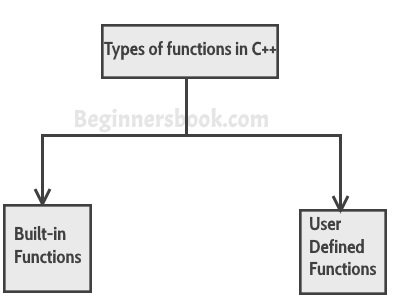 Types of functions in C++
Beginnersbook.com
Built-in
Functions
User
Defined
Functions